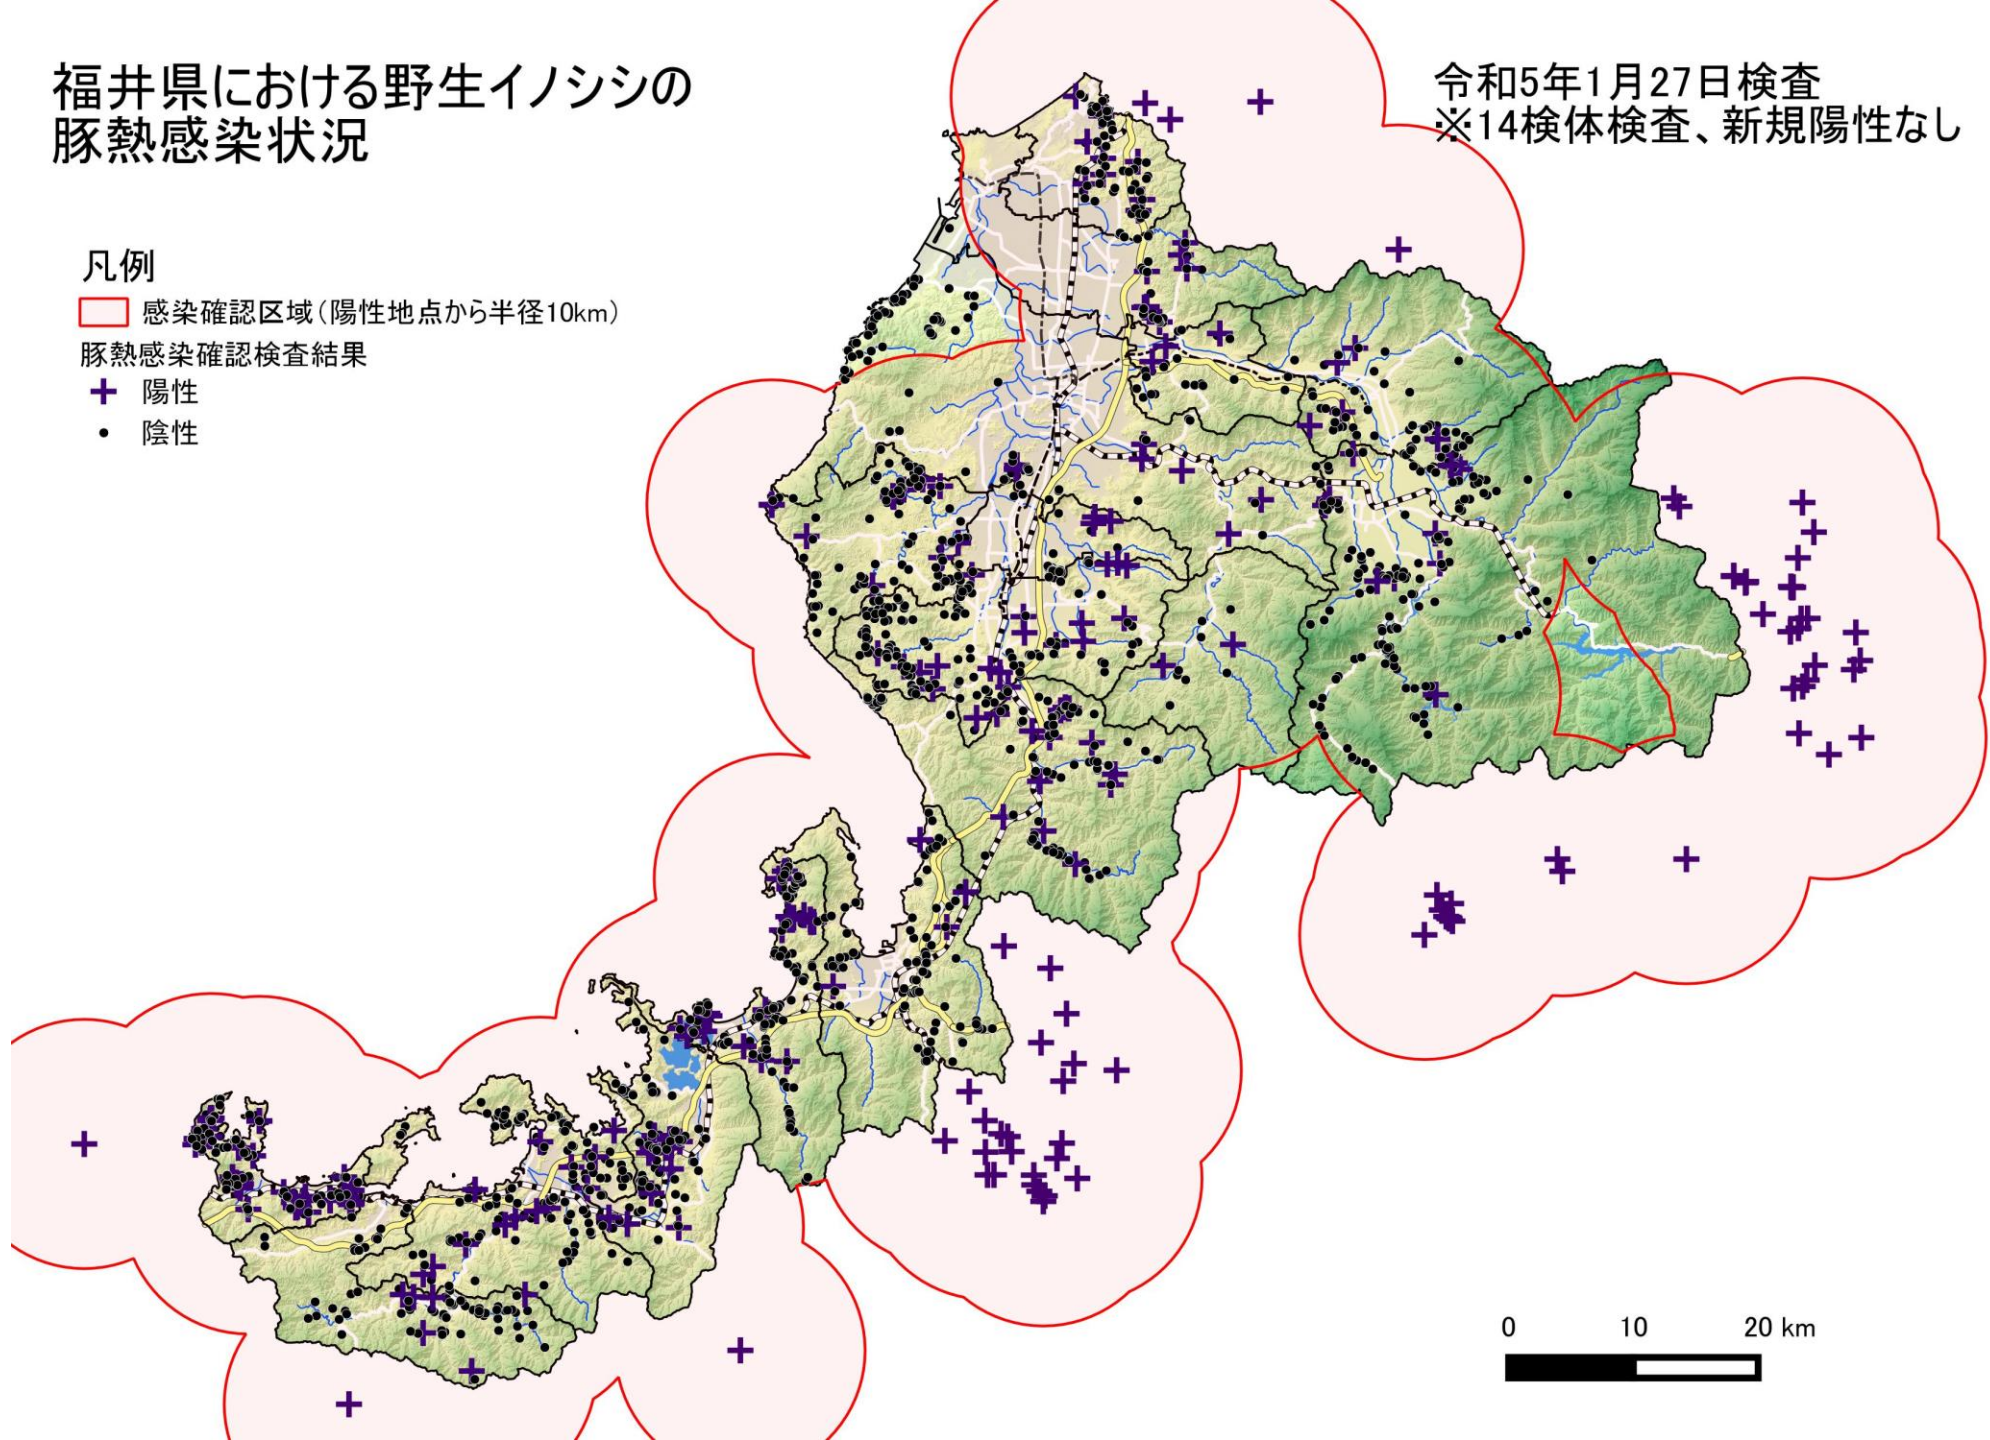 福井県における野生イノシシの
豚熱感染状況
令和5年1月27日検査
※14検体検査、新規陽性なし
凡例
感染確認区域（陽性地点から半径10km）
豚熱感染確認検査結果
陽性
陰性
0 10 20 km